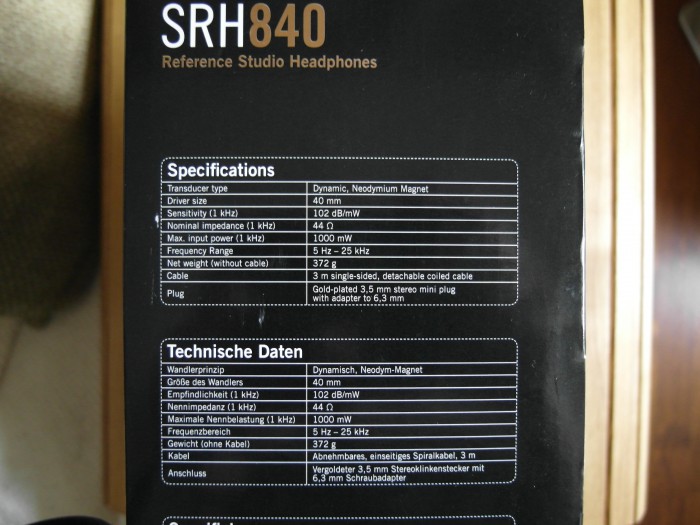 SRH840
Reference Studio Headphones
Specifications
Transducer type Dynamic, Neodymium Magnet
Driver size 40 mm
Sensitivity (1 kHz) 102 dB/mW
Nominal impedance (1 kHz) 44 Ω
Max. input power (1 kHz) 1000 mW
Frequency Range 5 Hz – 25 kHz
Net weight (without cable) 372 g
Cable 3 m single-sided, detachable coiled cable
Plug Gold-plated 3,5 mm stereo mini plug
with adapter to 6,3 mm
Technische Daten
Wandlerprinzip Dynamisch, Neodym-Magnet
Größe des Wandlers 40 mm
Empfindlichkeit (1 kHz) 102 dB/mW
Nennimpedanz (1 kHz) 44 Ω
Maximale Nennbelastung (1 kHz) 1000 mW
Frequenzbereich 5 Hz – 25 kHz
Gewicht (ohne Kabel) 372 g
Kabel Abnehmbares, einseitiges Spiralkabel, 3 m
Anschluss Vergoldeter 3,5 mm Stereoklinkenstecker mit
6,3 mm Schraubadapter